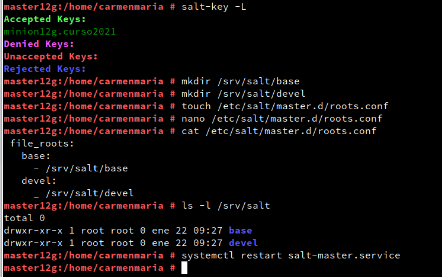 master12g:/home/carmenmaria # salt-key -L
Accepted Keys:
minion12g.curso2021
Denied Keys:
Unaccepted Keys:
Rejected Keys:
master12g:/home/carmenmaria # mkdir /srv/salt/base
master12g:/home/carmenmaria # mkdir /srv/salt/devel
master12g:/home/carmenmaria # touch /etc/salt/master.d/roots.conf
master12g:/home/carmenmaria # nano /etc/salt/master.d/roots.conf
master12g:/home/carmenmaria # cat /etc/salt/master.d/roots.conf
file_roots:
base:
- /srv/salt/base
devel:
_ /srv/salt/devel
master12g:/home/carmenmaria # ls -l /srv/salt
total 0
drwxr-xr-x 1 root root 0 ene 22 09:27 base
drwxr-xr-x 1 root root 0 ene 22 09:27 devel
master12g:/home/carmenmaria # systemctl restart salt-master.service
master12g:/home/carmenmaria #